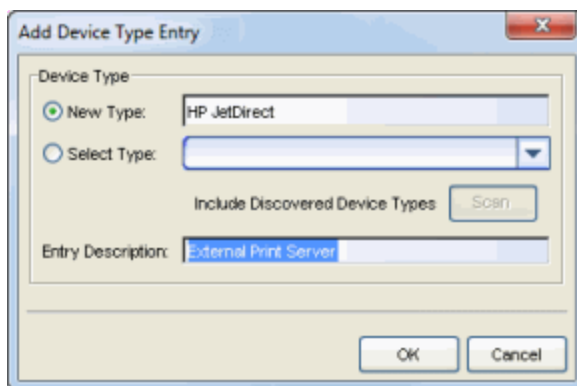 Add Device Type Entry
Device Type
New Type: HP JetDirect
Select Type:
Include Discovered Device Types Scan
Entry Description: External Print Server
OK Cancel